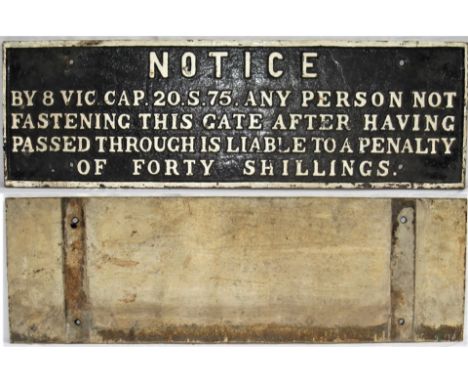 NOTICE
BY 8 VIC. CAP. 20. S. 75. ANY PERSON NOT
FASTENING THIS GATE AFTER HAVING
PASSED THROUGH IS LIABLE TO A PENALTY
OF FORTY SHILLINGS.